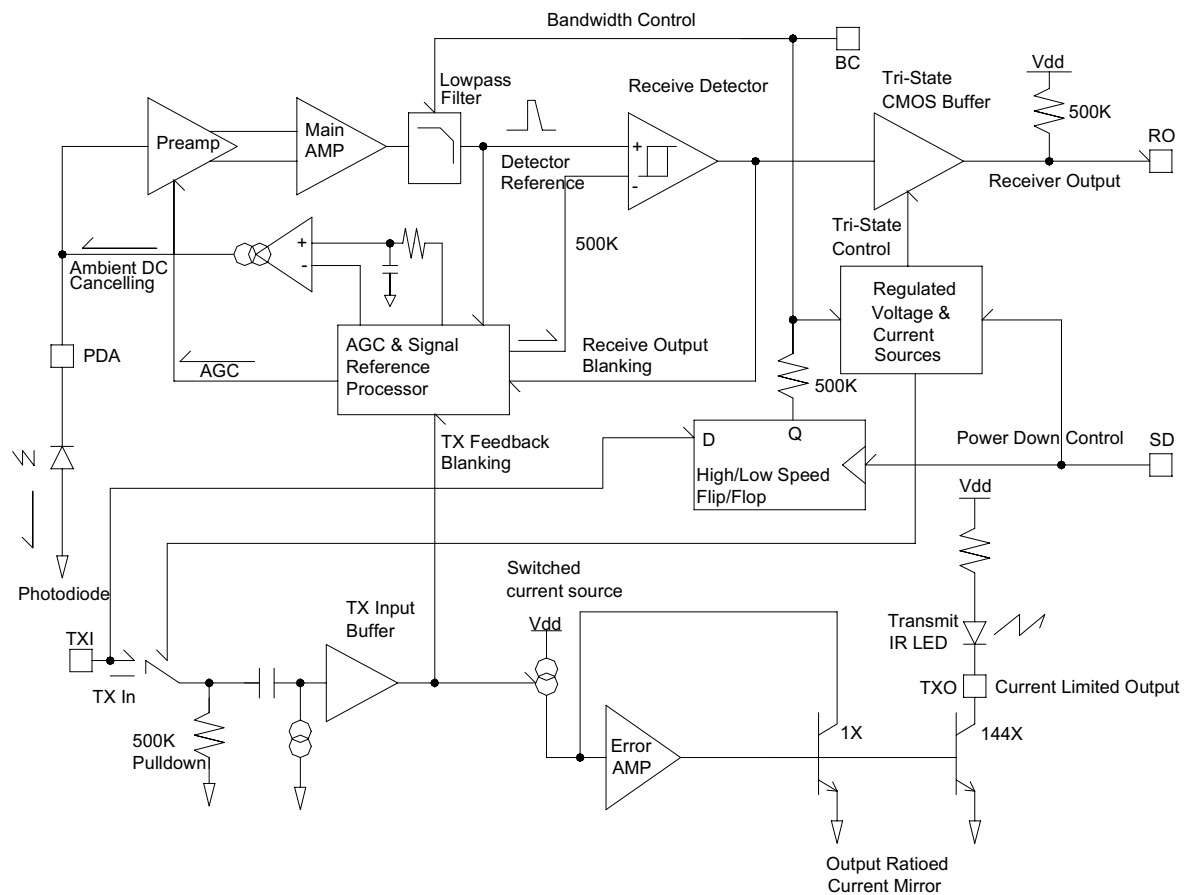 Bandwidth Control
BC
Vdd
500K
RO
Tri-State
CMOS Buffer
Receive Detector
Lowpass
Filter
Preamp
Main
AMP
+
-
Detector
Reference
Receiver Output
Tri-State
Control
500K
+
-
Ambient DC
Cancelling
Regulated
Voltage &
Current
Sources
PDA
AGC
AGC & Signal
Reference
Processor
Receive Output
Blanking
500K
TX Feedback
Blanking
D
Q
High/Low Speed
Flip/Flop
Power Down Control
SD
Vdd
Photodiode
Switched
current source
Vdd
TX Input
Buffer
Transmit
IR LED
TXI
TX In
TXO
Current Limited Output
500K
Pulldown
Error
AMP
1X
144X
Output Ratioed
Current Mirror